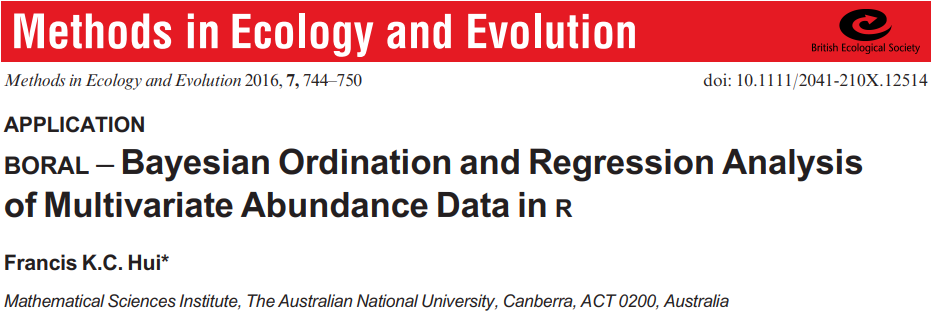 Methods in Ecology and Evolution
British Ecological Society
Methods in Ecology and Evolution 2016, 7, 744–750
doi: 10.1111/2041-210X.12514
APPLICATION
BORAL – Bayesian Ordination and Regression Analysis
of Multivariate Abundance Data in R
Francis K.C. Hui*
Mathematical Sciences Institute, The Australian National University, Canberra, ACT 0200, Australia